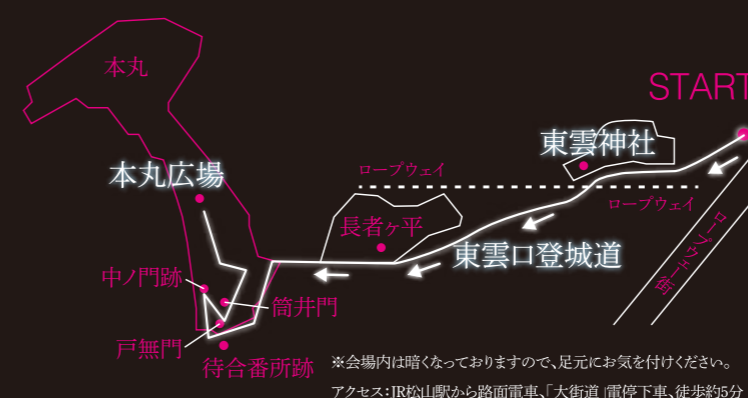 本丸
START
東雲神社
ロープウェイ
本丸広場
ロープウェイ
長者ヶ平
ロープウェー街
東雲口登城道
中ノ門跡
筒井門
戸無門
待合番所跡
※会場内は暗くなっておりますので、足元にお気を付けください。
アクセス：JR松山駅から路面電車、「大街道」電停下車、徒歩約5分